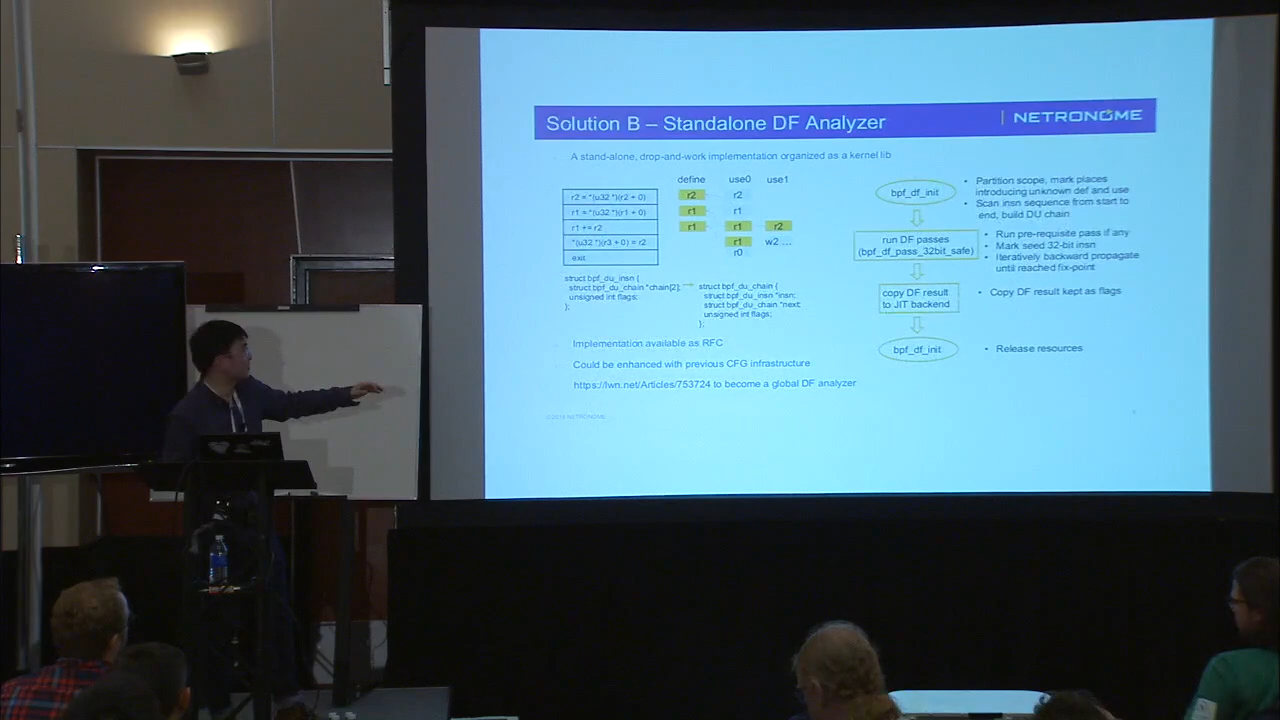 Solution B – Standalone DF Analyzer
NETRONOME
A stand-alone, drop-and-work implementation organized as a kernel lib
define use0 use1
r2 = *(u32 *)(r2 + 0)
r1 = *(u32 *)(r1 + 0)
r1 += r2
*(u32 *)(r3 + 0) = r2
exit
r2 r2
r1 r1
r1 r1 r2
r1 w2 ...
r0
struct bpf_du_insn {
struct bpf_du_chain *chain[2];
unsigned int flags;
};
struct bpf_du_chain {
struct bpf_du_insn *insn;
struct bpf_du_chain *next;
unsigned int flags;
};
Implementation available as RFC
Could be enhanced with previous CFG infrastructure
https://lwn.net/Articles/753724 to become a global DF analyzer
bpf_df_init
• Partition scope, mark places
introducing unknown def and use
• Scan insn sequence from start to
end, build DU chain
run DF passes
(bpf_df_pass_32bit_safe)
• Run pre-requisite pass if any
• Mark seed 32-bit insn
• Iteratively backward propagate
until reached fix-point
copy DF result
to JIT backend
• Copy DF result kept as flags
bpf_df_init
• Release resources
© 2018 NETRONOME